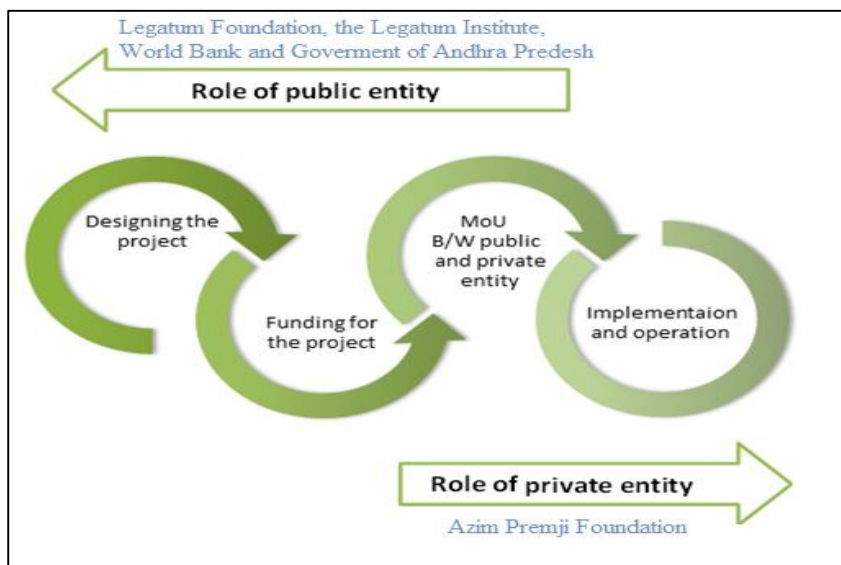 Legatum Foundation, the Legatum Institute,
World Bank and Goverment of Andhra Predesh
Role of public entity
Designing the
project
Funding for
the project
MoU
B/W public
and private
entity
Implementaion
and operation
Role of private entity
Azim Premji Foundation